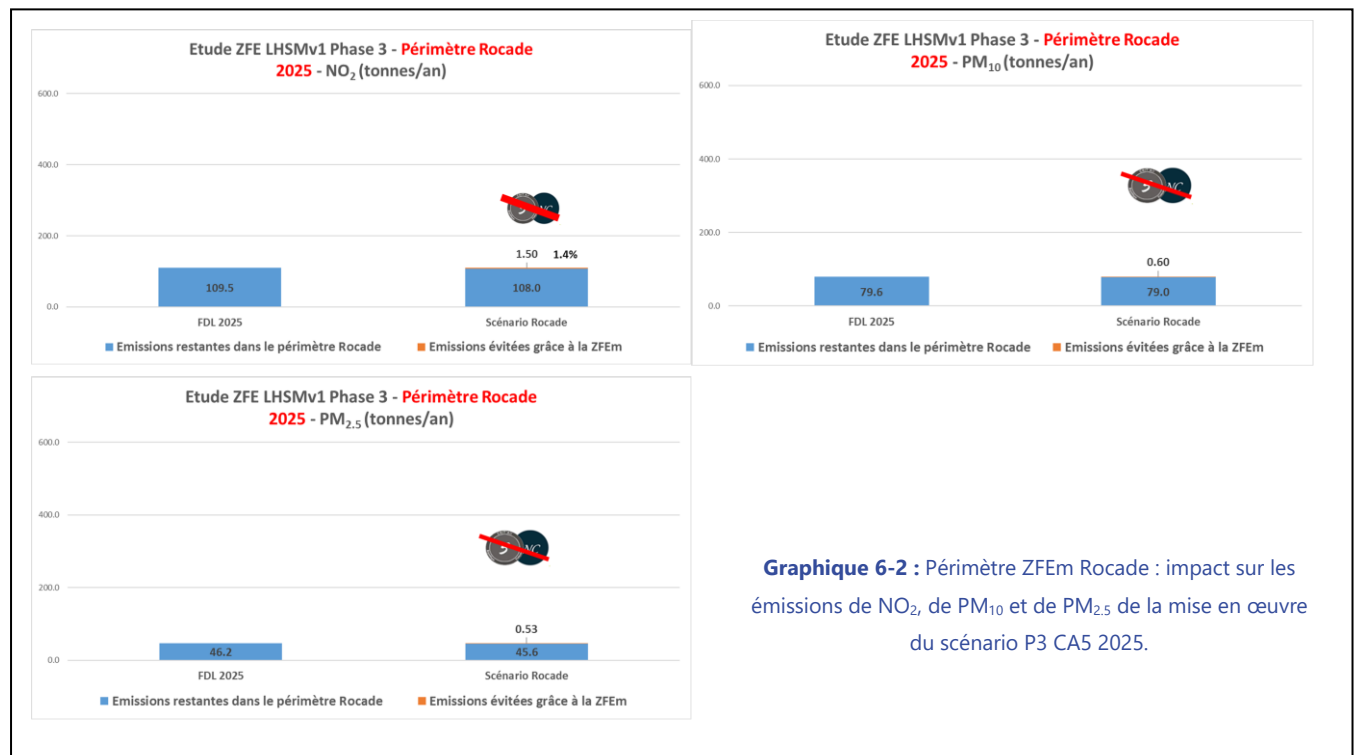 Etude ZFE LHSMv1 Phase 3 - Périmètre Rocade
2025 - NO2 (tonnes/an)
600.0
400.0
200.0
0.0
NC
1.50 1.4%
109.5
108.0
FDL 2025
Scénario Rocade
Emissions restantes dans le périmètre Rocade
Emissions évitées grâce à la ZFEm
Etude ZFE LHSMv1 Phase 3 - Périmètre Rocade
2025 - PM10 (tonnes/an)
600.0
400.0
200.0
0.0
NC
0.60
79.6
79.0
FDL 2025
Scénario Rocade
Emissions restantes dans le périmètre Rocade
Emissions évitées grâce à la ZFEm
Etude ZFE LHSMv1 Phase 3 - Périmètre Rocade
2025 - PM2.5 (tonnes/an)
600.0
400.0
200.0
0.0
NC
0.53
46.2
45.6
FDL 2025
Scénario Rocade
Emissions restantes dans le périmètre Rocade
Emissions évitées grâce à la ZFEm
Graphique 6-2 : Périmètre ZFEm Rocade : impact sur les
émissions de NO2, de PM10 et de PM2.5 de la mise en œuvre
du scénario P3 CA5 2025.